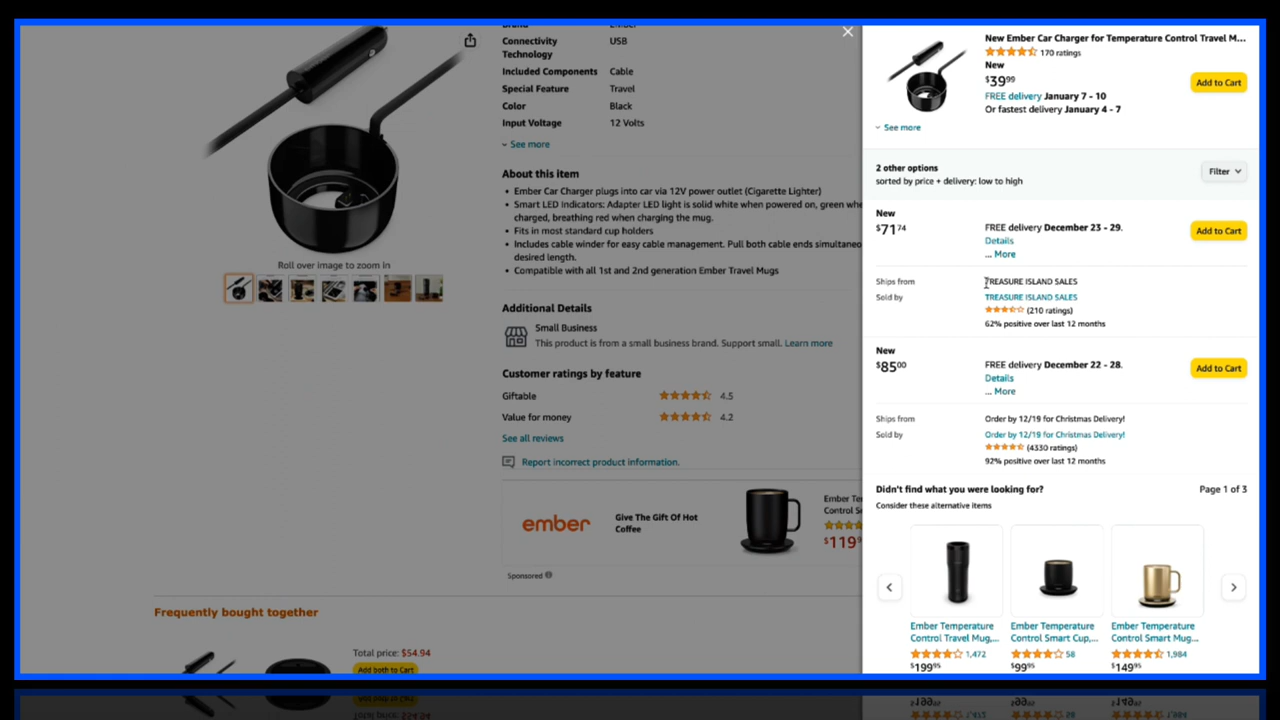 Connectivity Technology
USB
Included Components
Cable
Special Feature
Travel
Color
Black
Input Voltage
12 Volts
See more
About this item
• Ember Car Charger plugs into car via 12V power outlet (Cigarette Lighter)
• Smart LED Indicators: Adapter LED light is solid white when powered on, green whe
charged, breathing red when charging the mug.
• Fits in most standard cup holders
• Includes cable winder for easy cable management. Pull both cable ends simultaneo
desired length.
• Compatible with all 1st and 2nd generation Ember Travel Mugs
Roll over image to zoom in
Additional Details
Small Business
This product is from a small business brand. Support small. Learn more
Customer ratings by feature
Giftable
4.5
Value for money
4.2
See all reviews
Report incorrect product information.
ember
Give The Gift Of Hot
Coffee
Ember Te
Control S
$119
Sponsored
Frequently bought together
Total price: $54.94
Add both to Cart
New Ember Car Charger for Temperature Control Travel M...
170 ratings
New
$39.99
Add to Cart
FREE delivery January 7 - 10
Or fastest delivery January 4 - 7
See more
2 other options
sorted by price + delivery: low to high
Filter
New
$71.74
FREE delivery December 23 - 29.
Add to Cart
Details
... More
Ships from
TREASURE ISLAND SALES
Sold by
TREASURE ISLAND SALES
(210 ratings)
62% positive over last 12 months
New
$85.00
FREE delivery December 22 - 28.
Add to Cart
Details
... More
Ships from
Order by 12/19 for Christmas Delivery!
Sold by
Order by 12/19 for Christmas Delivery!
(4330 ratings)
92% positive over last 12 months
Didn't find what you were looking for?
Page 1 of 3
Consider these alternative items
Ember Temperature
Control Travel Mug,...
1,472
$199.95
Ember Temperature
Control Smart Cup,...
58
$99.95
Ember Temperature
Control Smart Mug...
1,984
$149.95